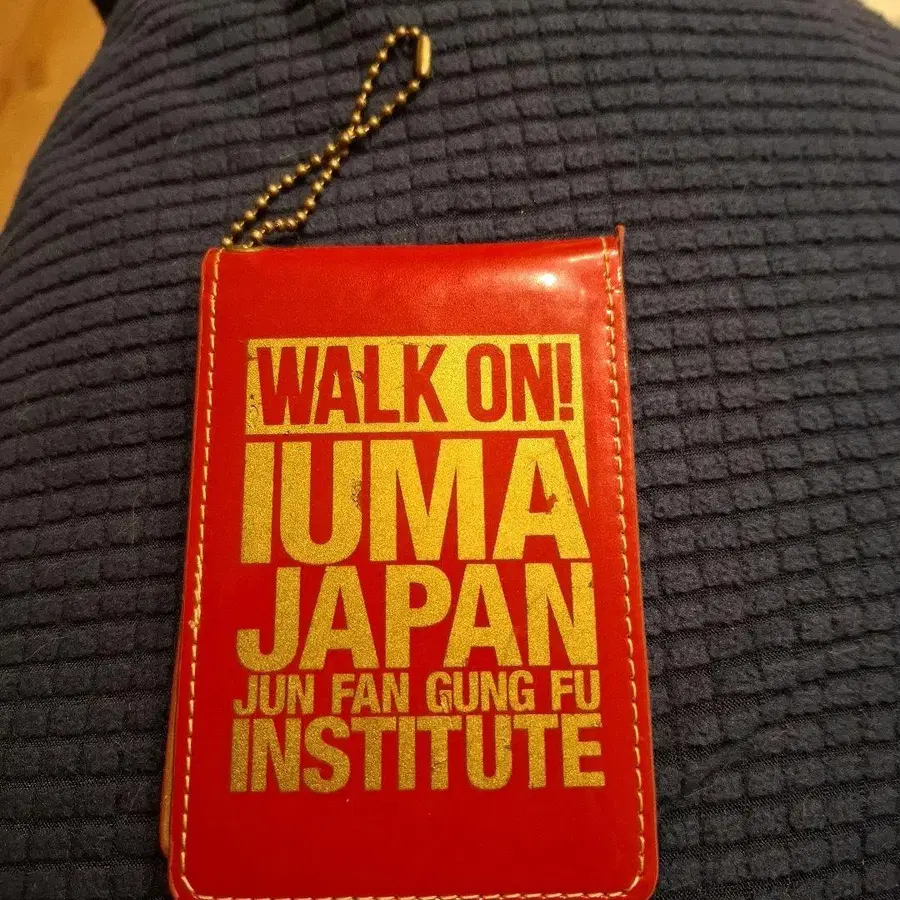 WALK ON!
IUMA
JAPAN
JUN FAN GUNG FU
INSTITUTE